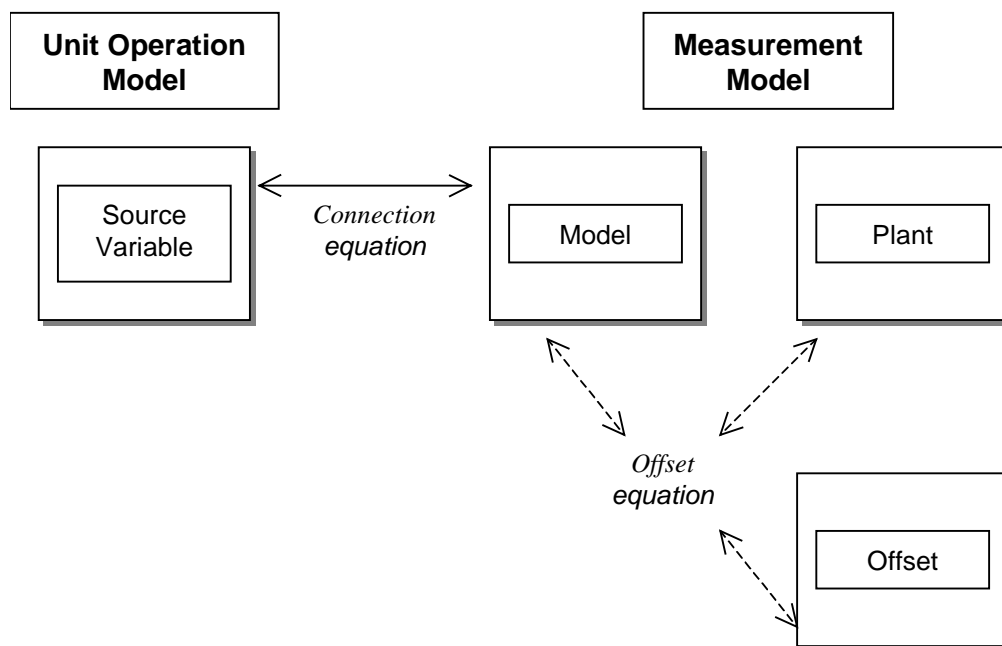 Unit Operation
Model
Measurement
Model
Source
Variable
Connection
equation
Model
Plant
Offset
equation
Offset